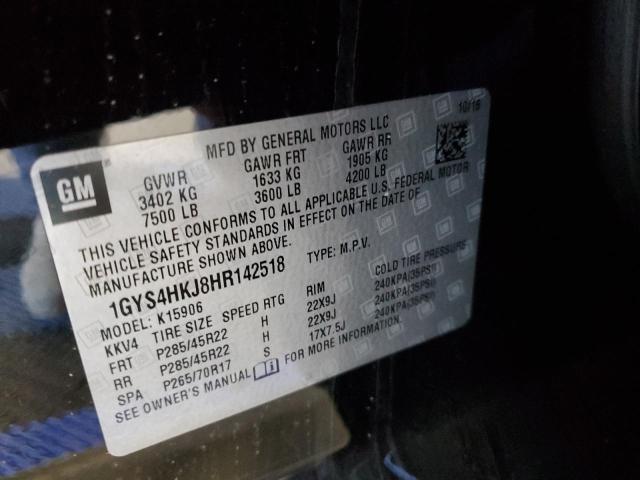 10/16
MFD BY GENERAL MOTORS LLC
GM
GVWR GAWR FRT GAWR RR
3402 KG 1633 KG 1905 KG
7500 LB 3600 LB 4200 LB
THIS VEHICLE CONFORMS TO ALL APPLICABLE U.S. FEDERAL MOTOR
VEHICLE SAFETY STANDARDS IN EFFECT ON THE DATE OF
MANUFACTURE SHOWN ABOVE.
1GYS4HKJ8HR142518 TYPE: M.P.V.
MODEL: K15906
KKV4 TIRE SIZE SPEED RTG RIM COLD TIRE PRESSURE
FRT P285/45R22 H 22X9J 240KPA(35PSI)
RR P285/45R22 H 22X9J 240KPA(35PSI)
SPA P265/70R17 S 17X7.5J 240KPA(35PSI)
SEE OWNER'S MANUAL FOR MORE INFORMATION.